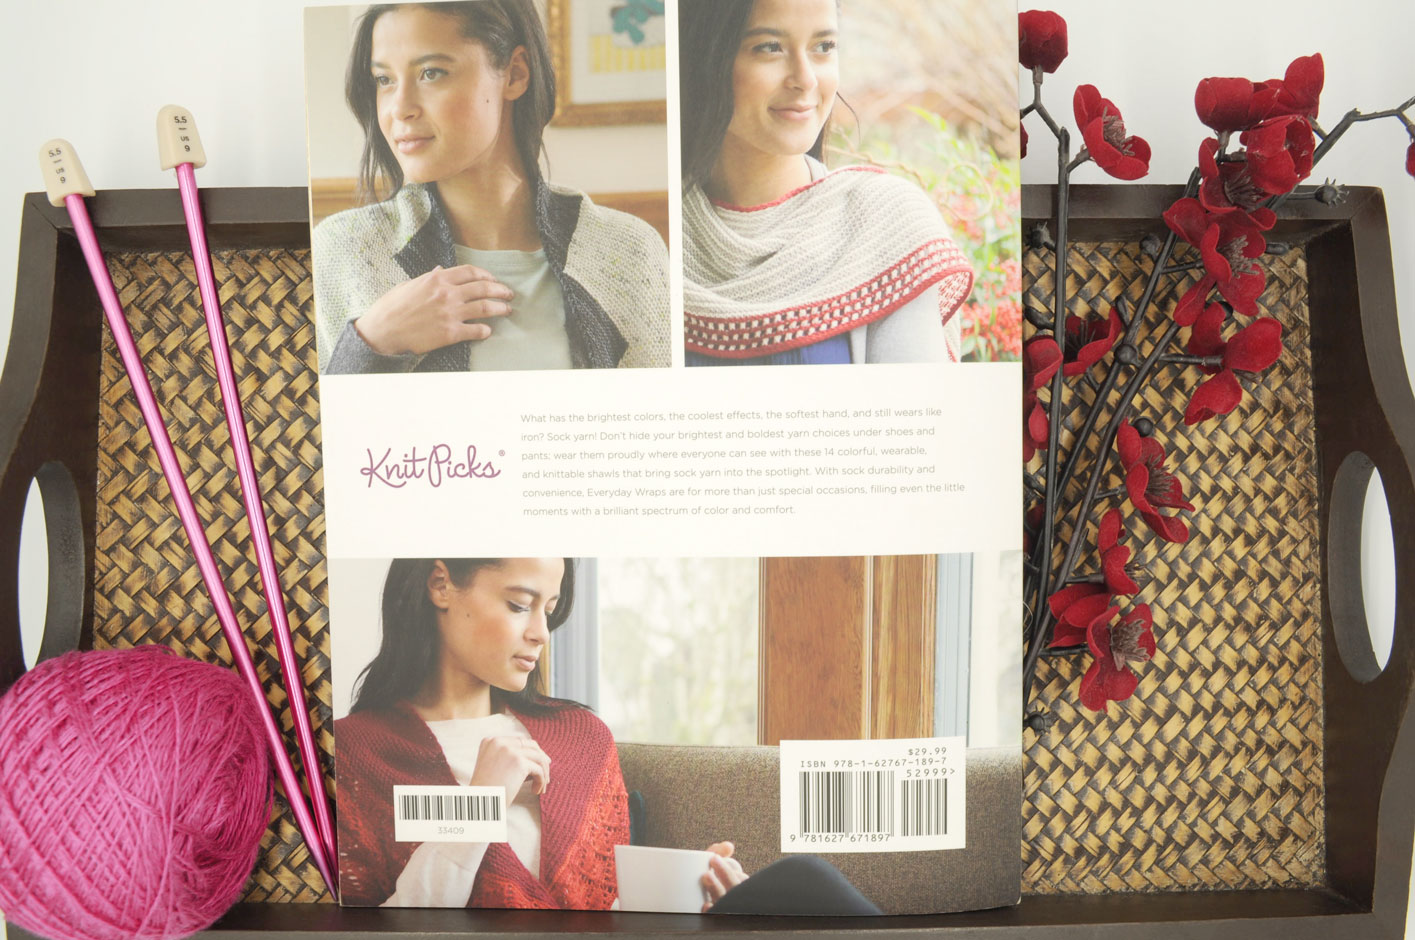 5.5
US
9
5.5
US
9
What has the brightest colors, the coolest effects, the softest hand, and still wears like
iron? Sock yarn! Don't hide your brightest and boldest yarn choices under shoes and
pants; wear them proudly where everyone can see with these 14 colorful, wearable,
and knittable shawls that bring sock yarn into the spotlight. With sock durability and
convenience, Everyday Wraps are for more than just special occasions, filling even the little
moments with a brilliant spectrum of color and comfort.
Knit Picks®
$29.99
ISBN 978-1-62767-189-7
52999>
9 781627 671897
33409